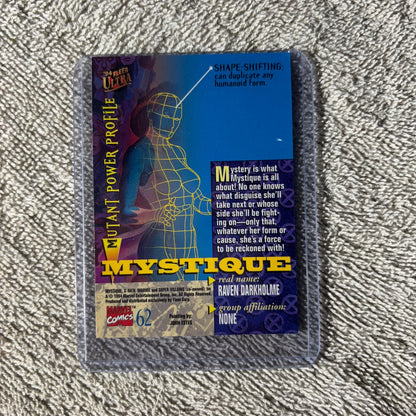 '94 FLEER
ULTRA
MUTANT POWER PROFILE
SHAPE-SHIFTING:
can duplicate any
humanoid form.
Mystery is what
Mystique is all
about! No one knows
what disguise she'll
take next or whose
side she'll be fight-
ing on—only that,
whatever her form or
cause, she's a force
to be reckoned with!
MYSTIQUE
real name:
RAVEN DARKHOLME
group affiliation:
NONE
MARVEL
COMICS
62
Painting by: